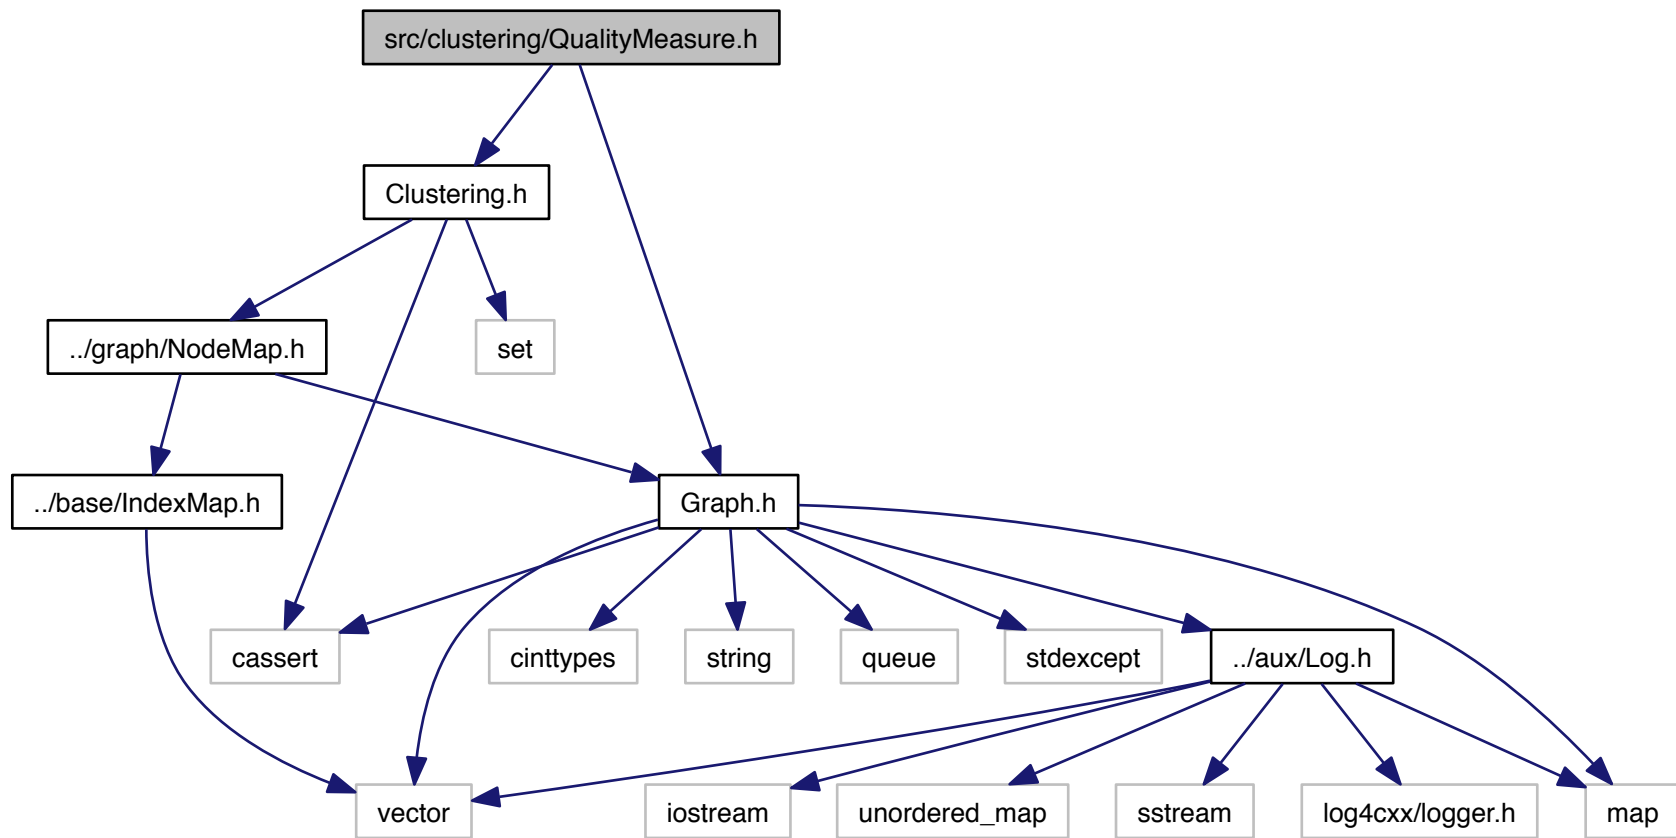 src/clustering/QualityMeasure.h
Clustering.h
../graph/NodeMap.h
set
../base/IndexMap.h
Graph.h
cassert
cinttypes
string
queue
stdexcept
../aux/Log.h
vector
iostream
unordered_map
sstream
log4cxx/logger.h
map